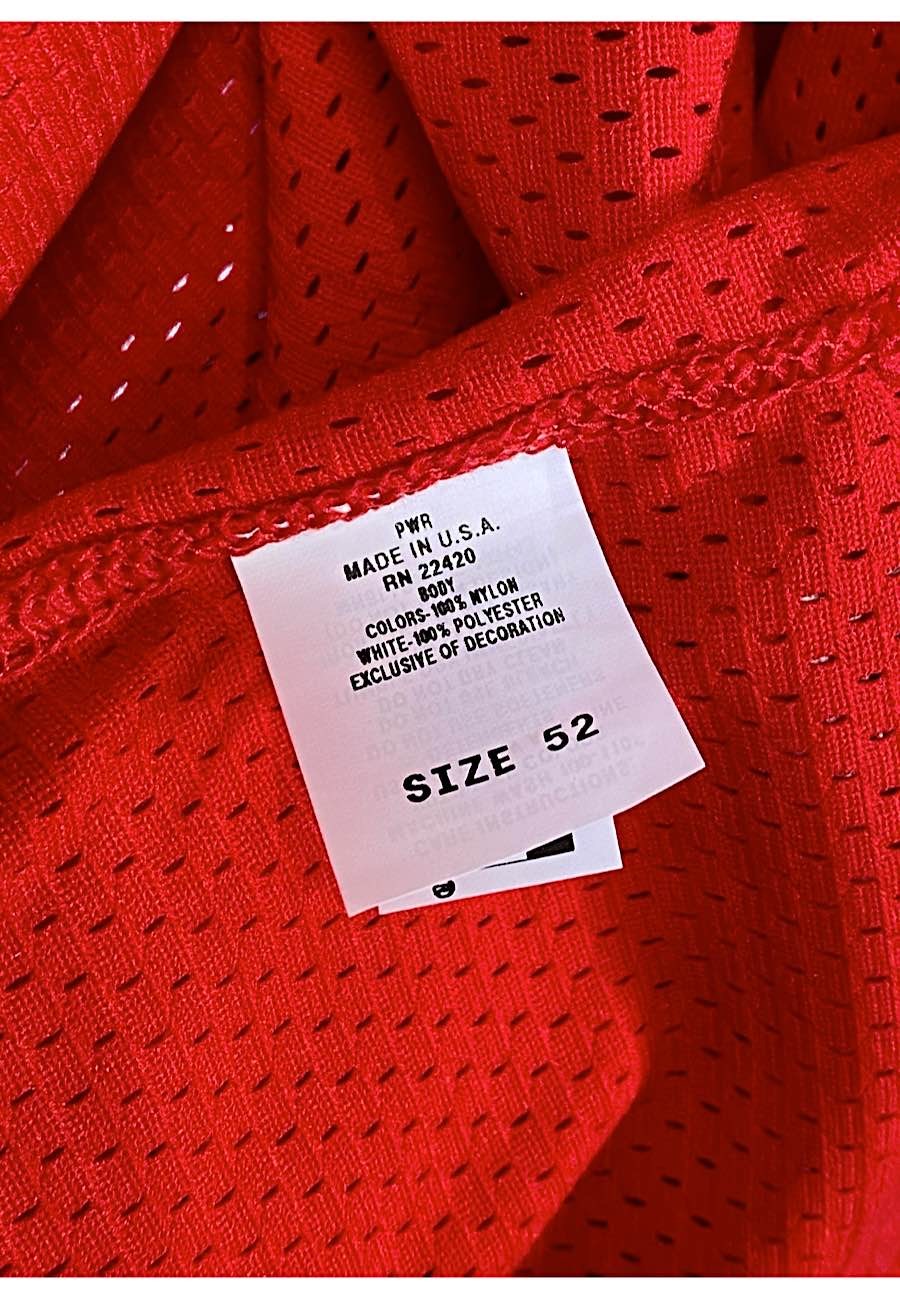 PWR
MADE IN U.S.A.
RN 22420
BODY
COLORS-100% NYLON
WHITE-100% POLYESTER
EXCLUSIVE OF DECORATION
SIZE 52